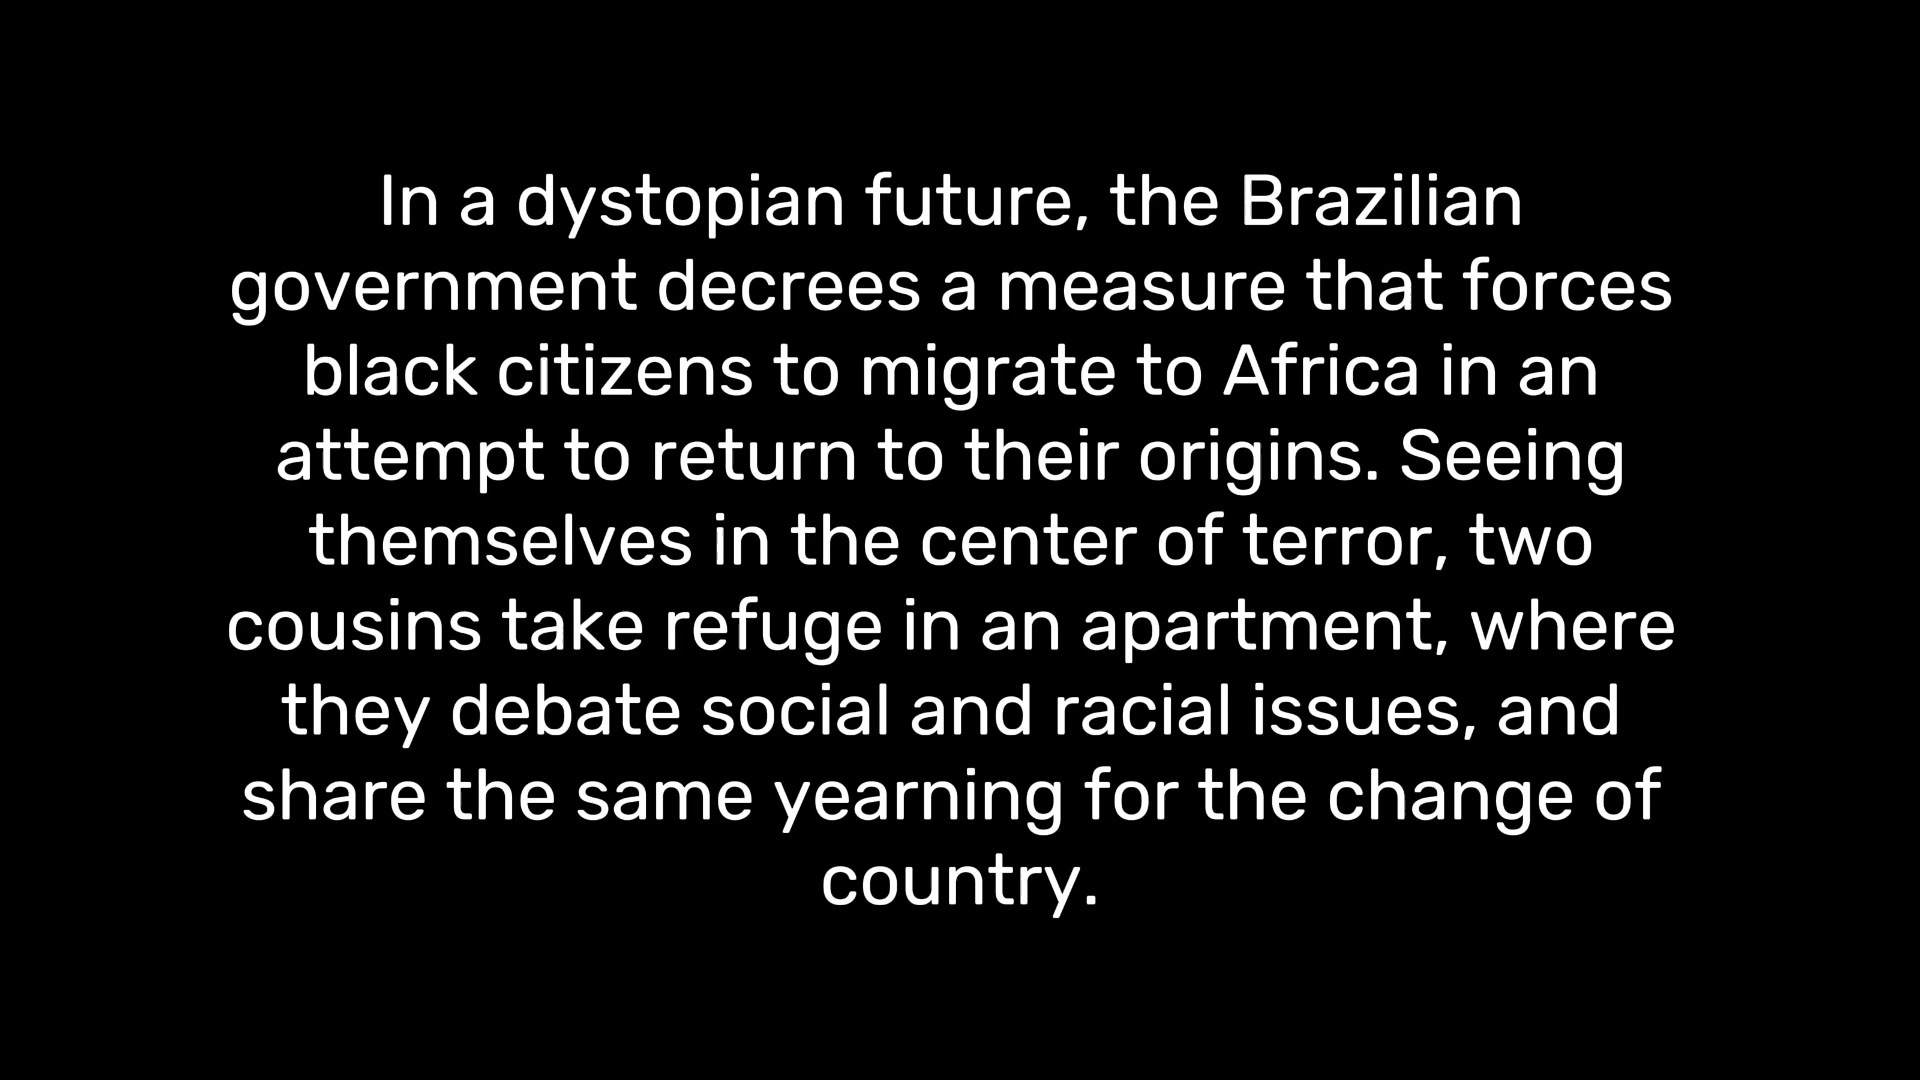 In a dystopian future, the Brazilian
government decrees a measure that forces
black citizens to migrate to Africa in an
attempt to return to their origins. Seeing
themselves in the center of terror, two
cousins take refuge in an apartment, where
they debate social and racial issues, and
share the same yearning for the change of
country.